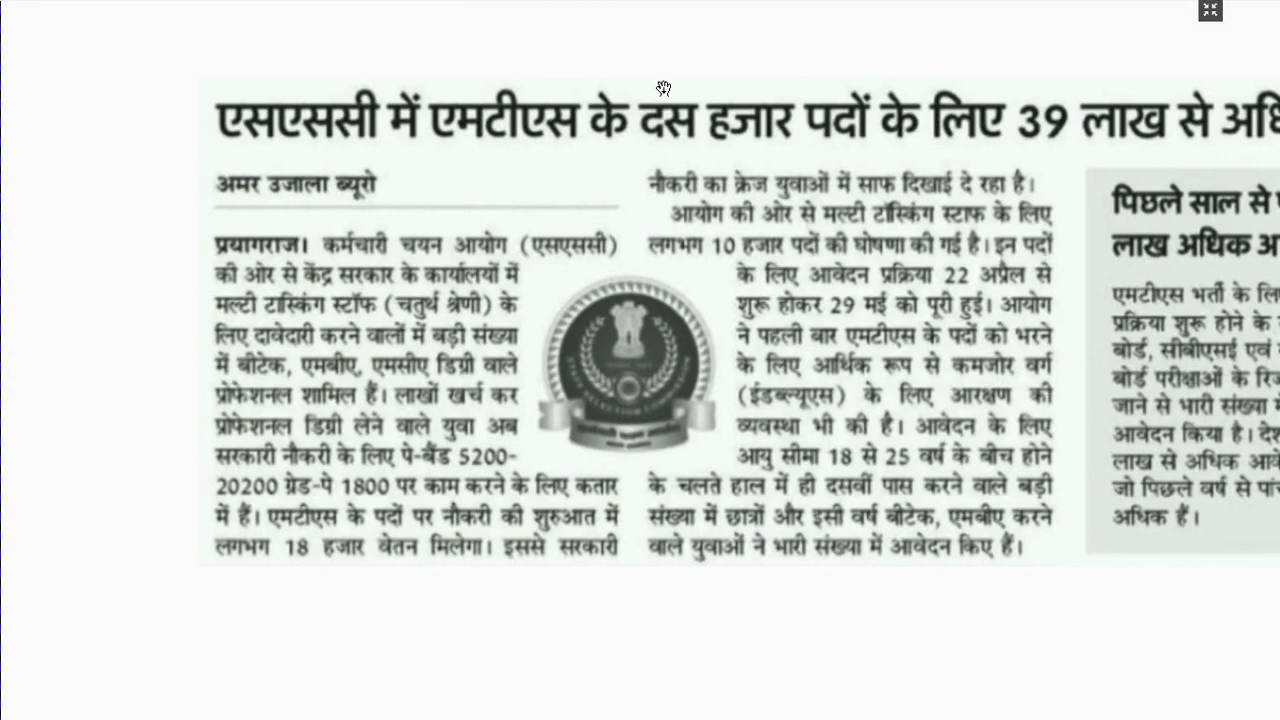 एसएससी में एमटीएस के दस हजार पदों के लिए 39 लाख से
अमर उजाला ब्यूरो
प्रयागराज। कर्मचारी चयन आयोग (एसएससी)
की ओर से केंद्र सरकार के कार्यालयों में
मल्टी टास्किंग स्टॉफ (चतुर्थ श्रेणी) के
लिए दावेदारी करने वालों में बड़ी संख्या
में बीटेक, एमबीए, एमसीए डिग्री वाले
प्रोफेशनल शामिल हैं। लाखों खर्च कर
प्रोफेशनल डिग्री लेने वाले युवा अब
सरकारी नौकरी के लिए पे-बैंड 5200-
20200 ग्रेड-पे 1800 पर काम करने के लिए कतार
में हैं। एमटीएस के पदों पर नौकरी की शुरुआत में
लगभग 18 हजार वेतन मिलेगा। इससे सरकारी
नौकरी का क्रेज युवाओं में साफ दिखाई दे रहा है।
आयोग की ओर से मल्टी टॉस्किंग स्टाफ के लिए
लगभग 10 हजार पदों की घोषणा की गई है। इन पदों
के लिए आवेदन प्रक्रिया 22 अप्रैल से
शुरू होकर 29 मई को पूरी हुई। आयोग
ने पहली बार एमटीएस के पदों को भरने
के लिए आर्थिक रूप से कमजोर वर्ग
(ईडब्ल्यूएस) के लिए आरक्षण की
व्यवस्था भी की है। आवेदन के लिए
आयु सीमा 18 से 25 वर्ष के बीच होने
के चलते हाल में ही दसवीं पास करने वाले बड़ी
संख्या में छात्रों और इसी वर्ष बीटेक, एमबीए करने
वाले युवाओं ने भारी संख्या में आवेदन किए हैं।
पिछले साल से
लाख अधिक
एमटीएस भर्ती के
प्रक्रिया शुरू होने के
बोर्ड, सीबीएसई एवं
बोर्ड परीक्षाओं के
जाने से भारी संख्या
आवेदन किया है।
लाख से अधिक
जो पिछले वर्ष से
अधिक हैं।